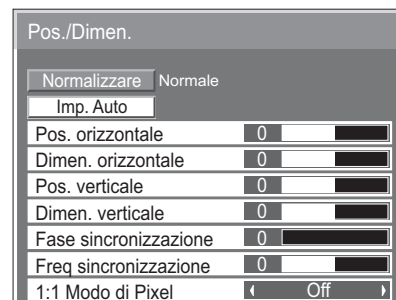 Pos./Dimen.
Normalizzare Normale
Imp. Auto
Pos. orizzontale 0
Dimen. orizzontale 0
Pos. verticale 0
Dimen. verticale 0
Fase sincronizzazione 0
Freq sincronizzazione 0
1:1 Modo di Pixel Off